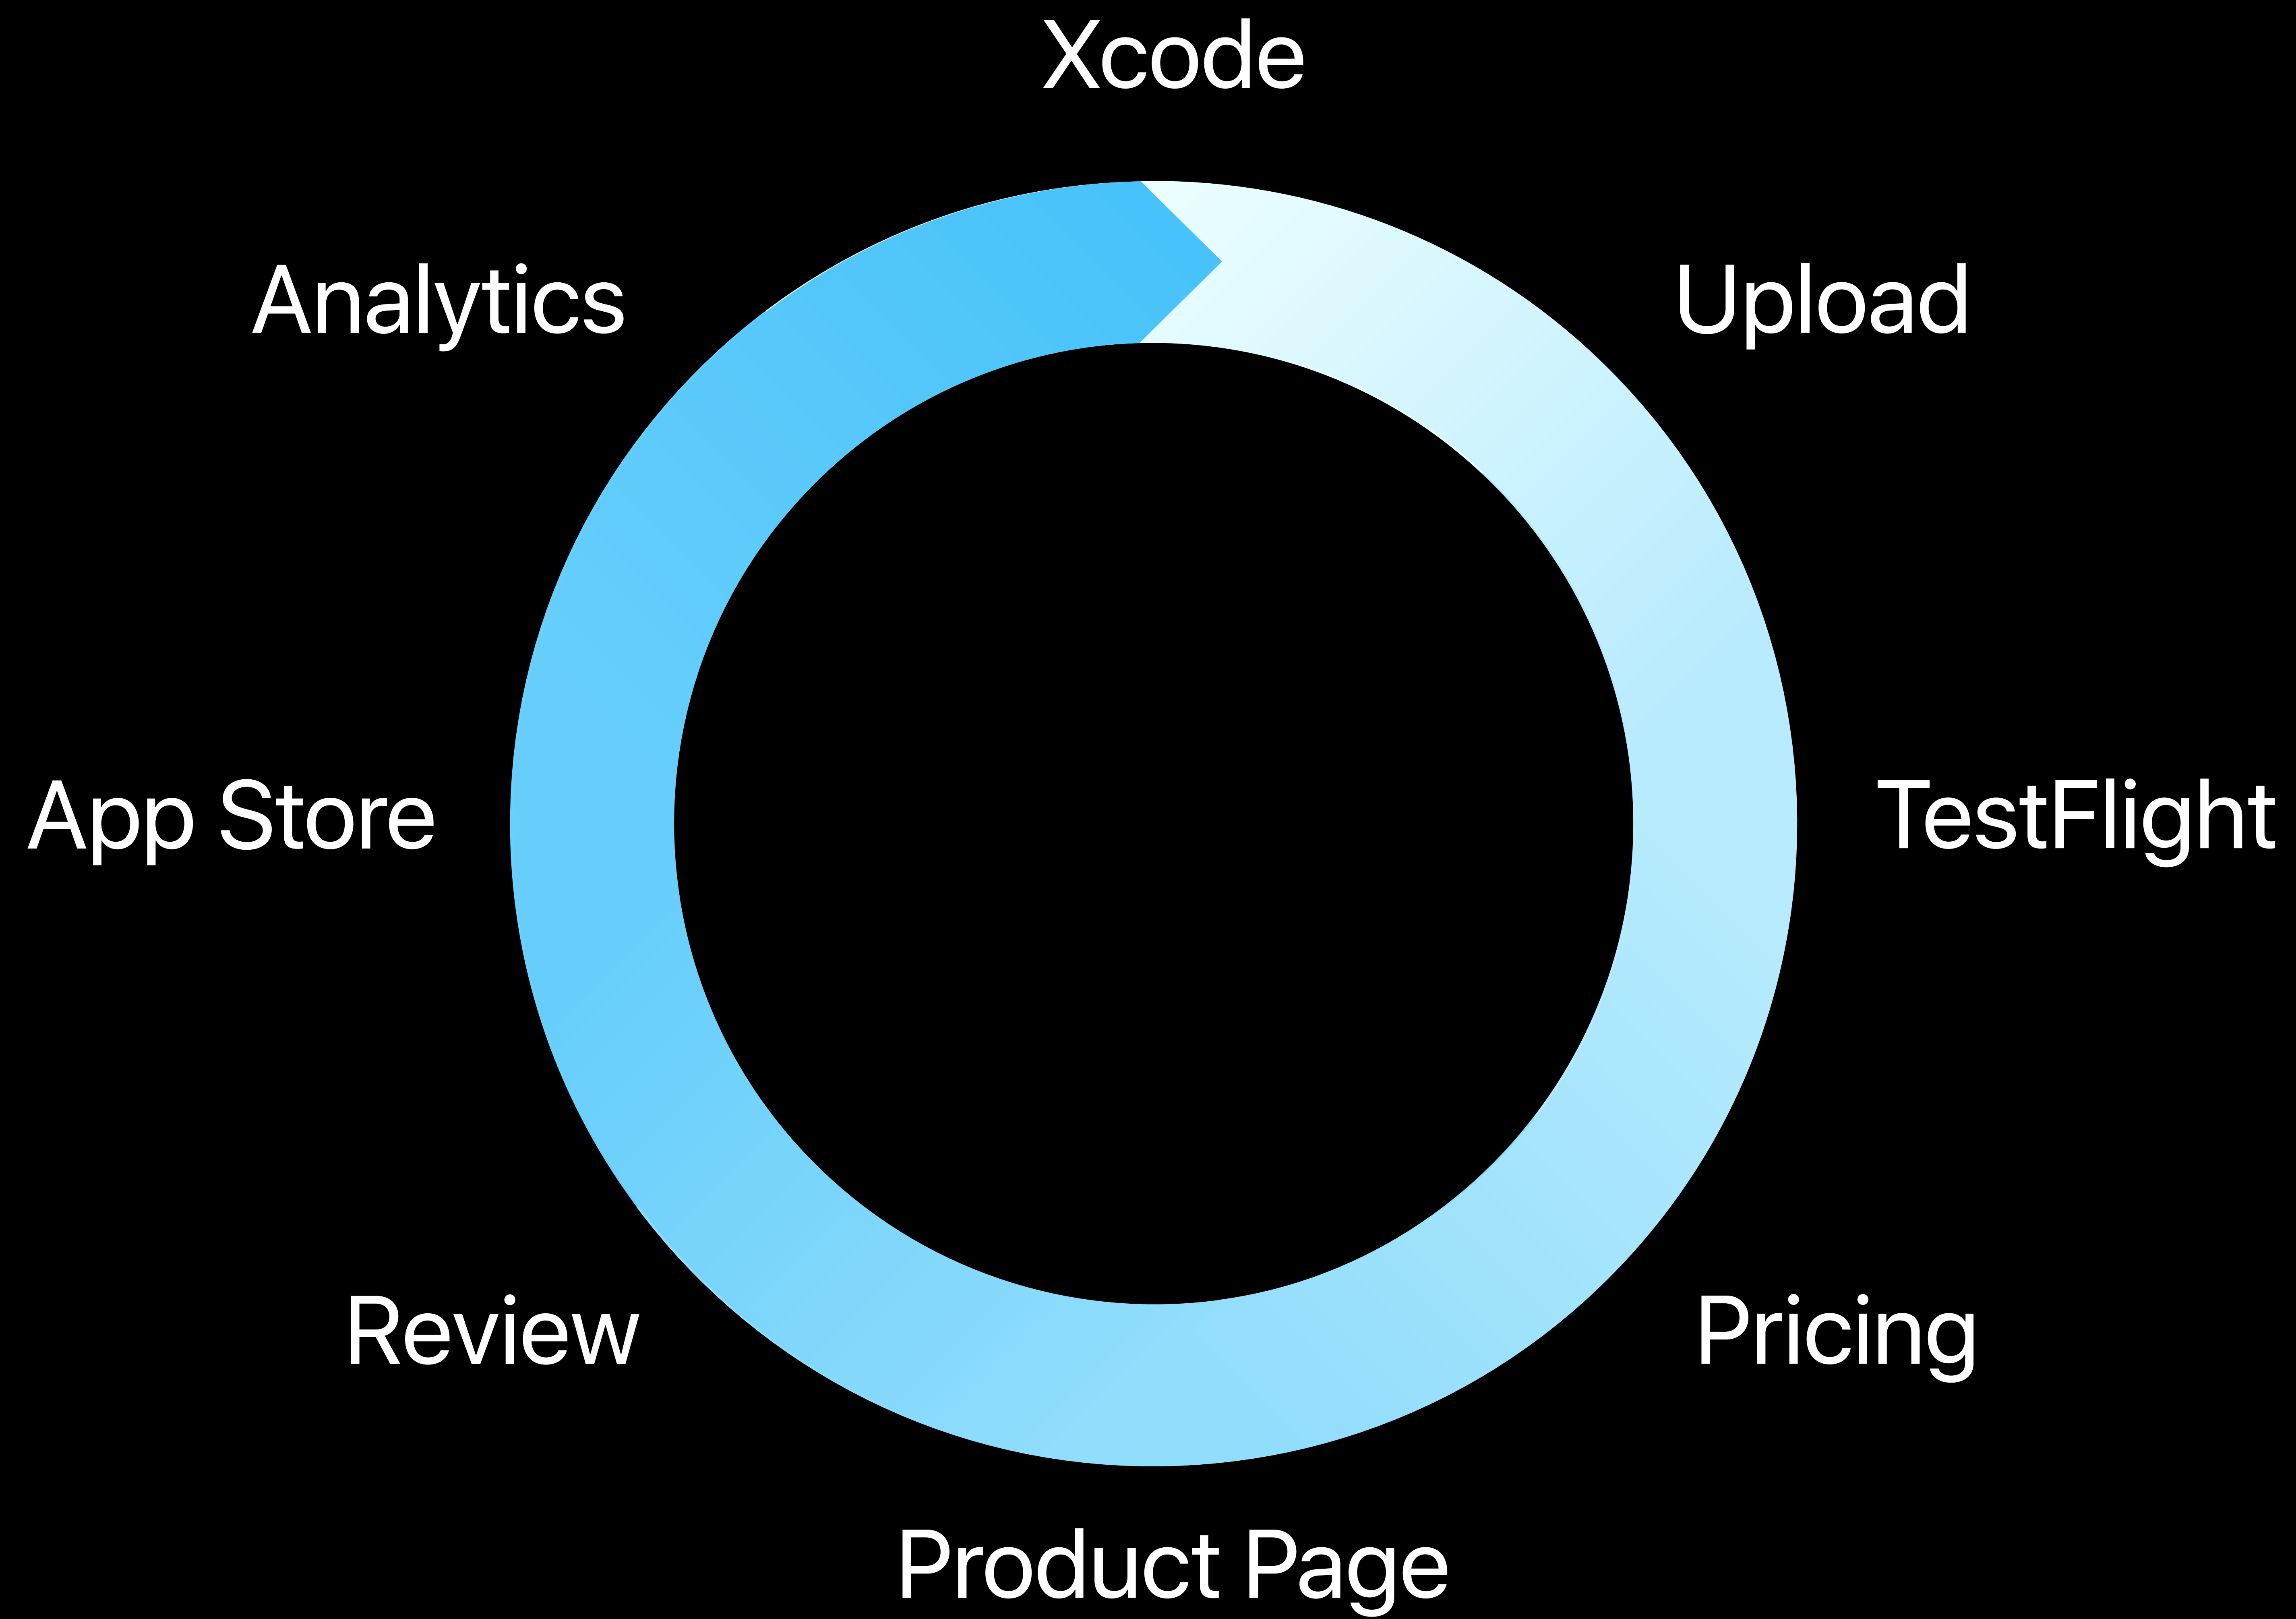 Xcode
Upload
TestFlight
Pricing
Product Page
Review
App Store
Analytics